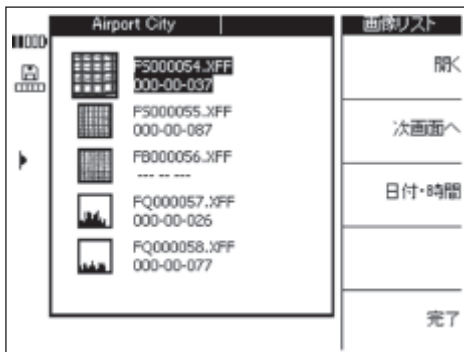 Airport City
画像リスト
FS000054.XFF
000-00-037
FS000055.XFF
000-00-087
FB000056.XFF
--- -- ---
FQ000057.XFF
000-00-026
FQ000058.XFF
000-00-077
開く
次画面へ
日付・時間
完了